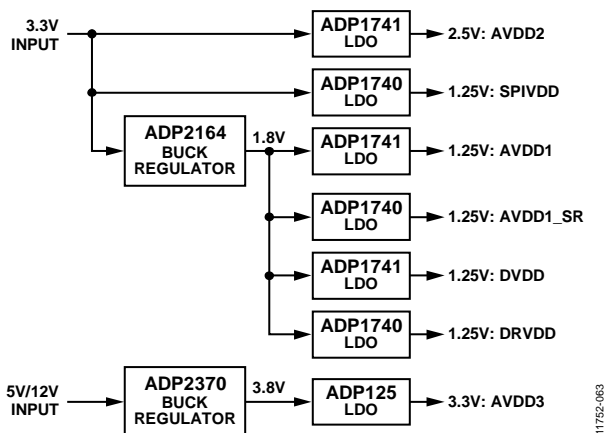 3.3V
INPUT
ADP1741
LDO
2.5V: AVDD2
ADP1740
LDO
1.25V: SPIVDD
ADP2164
BUCK
REGULATOR
1.8V
ADP1741
LDO
1.25V: AVDD1
ADP1740
LDO
1.25V: AVDD1_SR
ADP1741
LDO
1.25V: DVDD
ADP1740
LDO
1.25V: DRVDD
5V/12V
INPUT
ADP2370
BUCK
REGULATOR
3.8V
ADP125
LDO
3.3V: AVDD3
11752-063